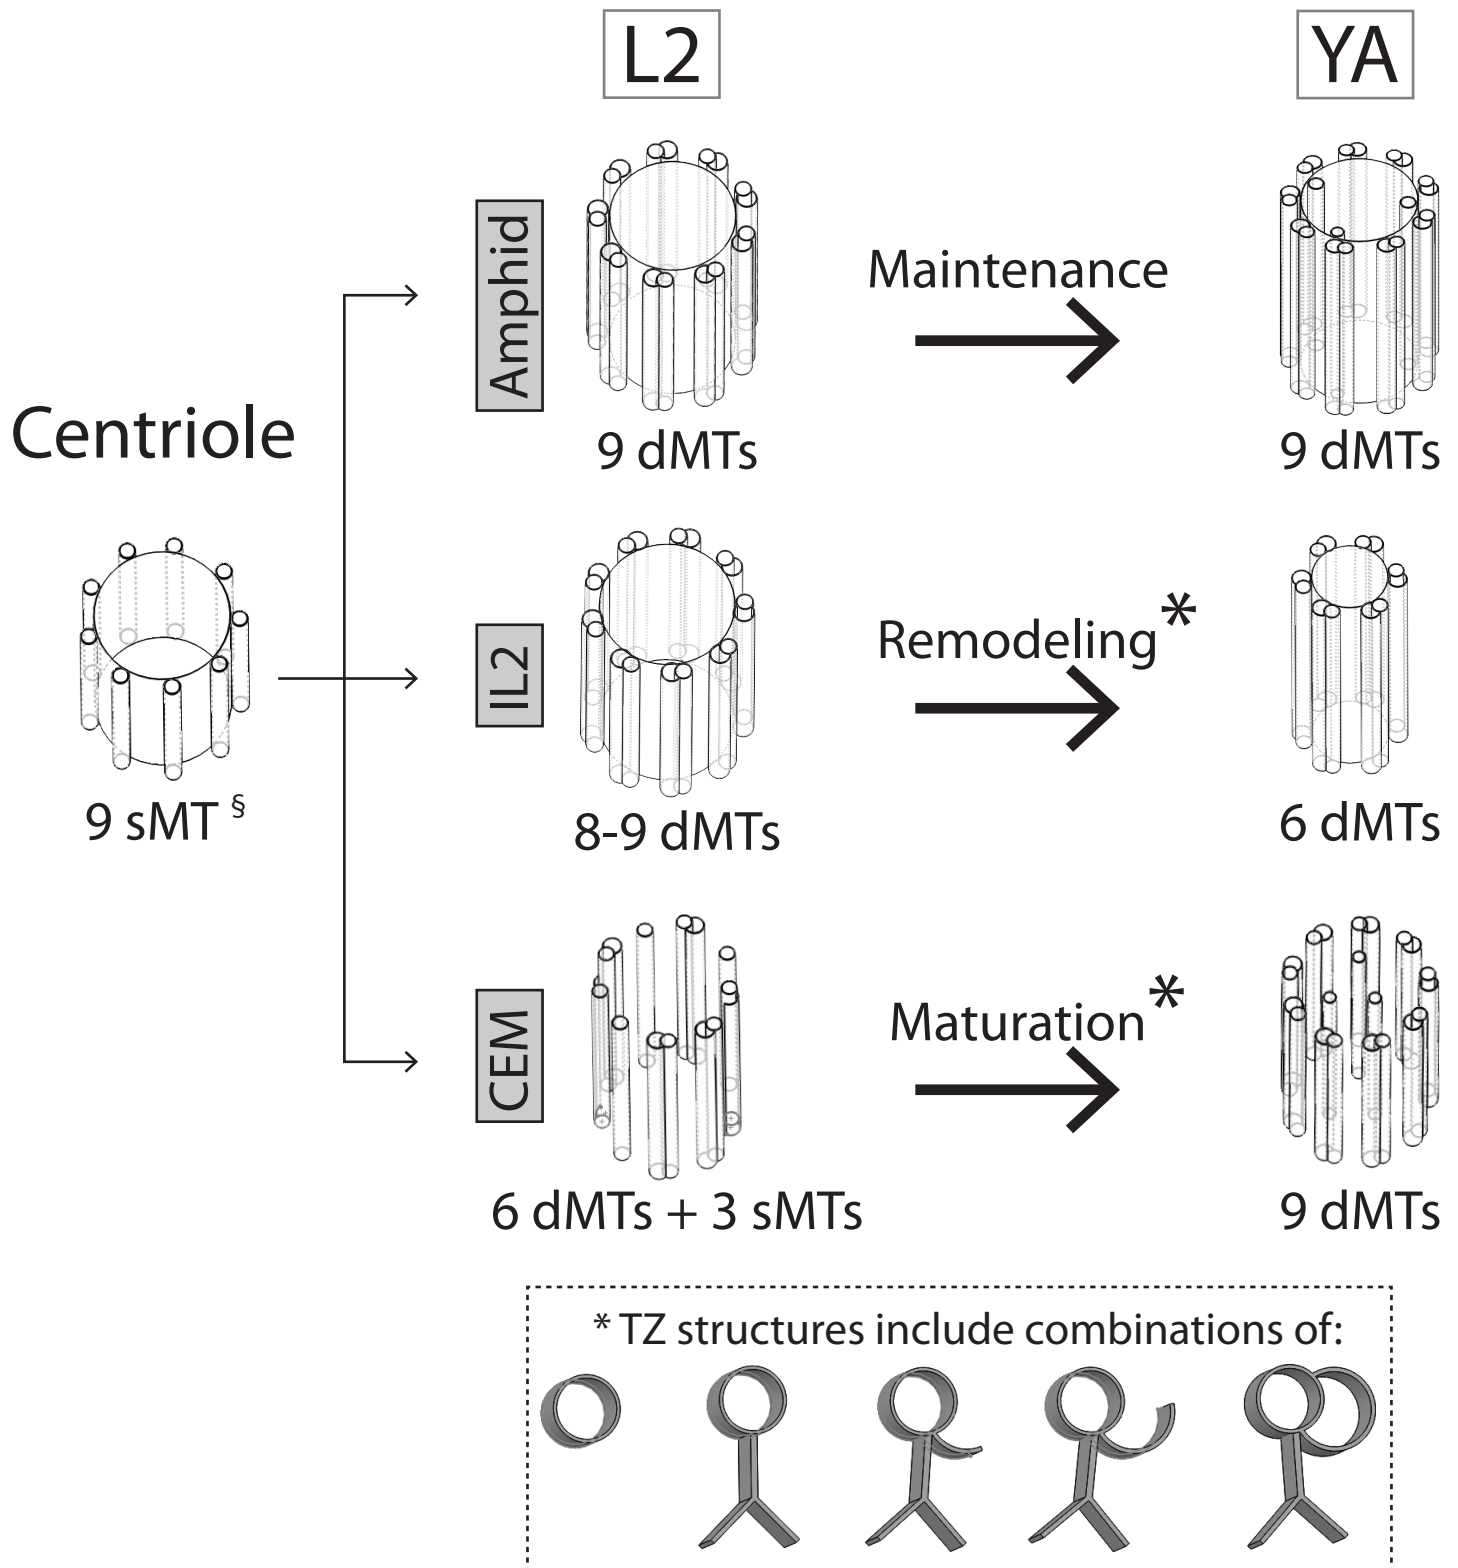 L2
YA
Amphid
Maintenance
9 dMTs
9 dMTs
Centriole
9 sMT §
IL2
Remodeling*
8-9 dMTs
6 dMTs
CEM
Maturation*
6 dMTs + 3 sMTs
9 dMTs
* TZ structures include combinations of: